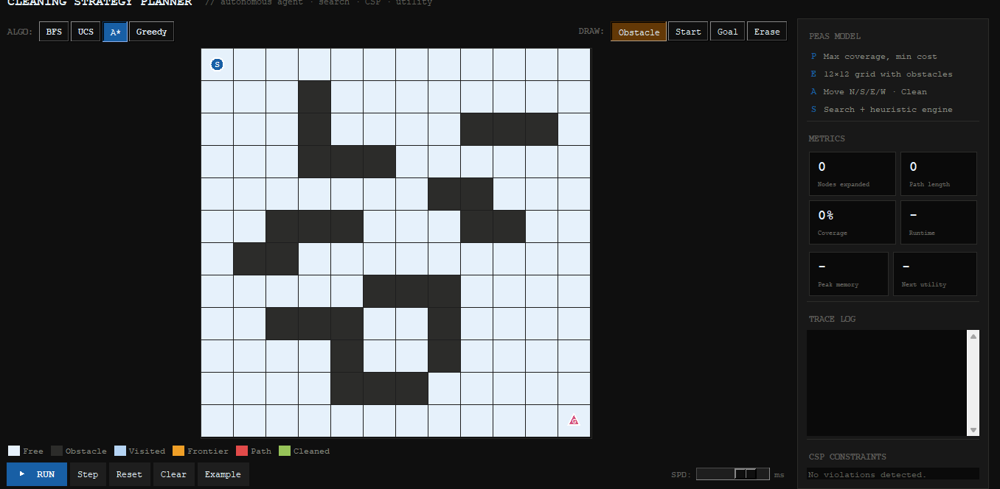 CLEANING STRATEGY PLANNER // autonomous agent · search · CSP · utility
ALGO: BFS UCS A* Greedy
DRAW: Obstacle Start Goal Erase
S
G
Free Obstacle Visited Frontier Path Cleaned
RUN Step Reset Clear Example
SPD: ms
PEAS MODEL
P Max coverage, min cost
E 12×12 grid with obstacles
A Move N/S/E/W · Clean
S Search + heuristic engine
METRICS
0 0
Nodes expanded Path length
0% –
Coverage Runtime
– –
Peak memory Next utility
TRACE LOG
CSP CONSTRAINTS
No violations detected.